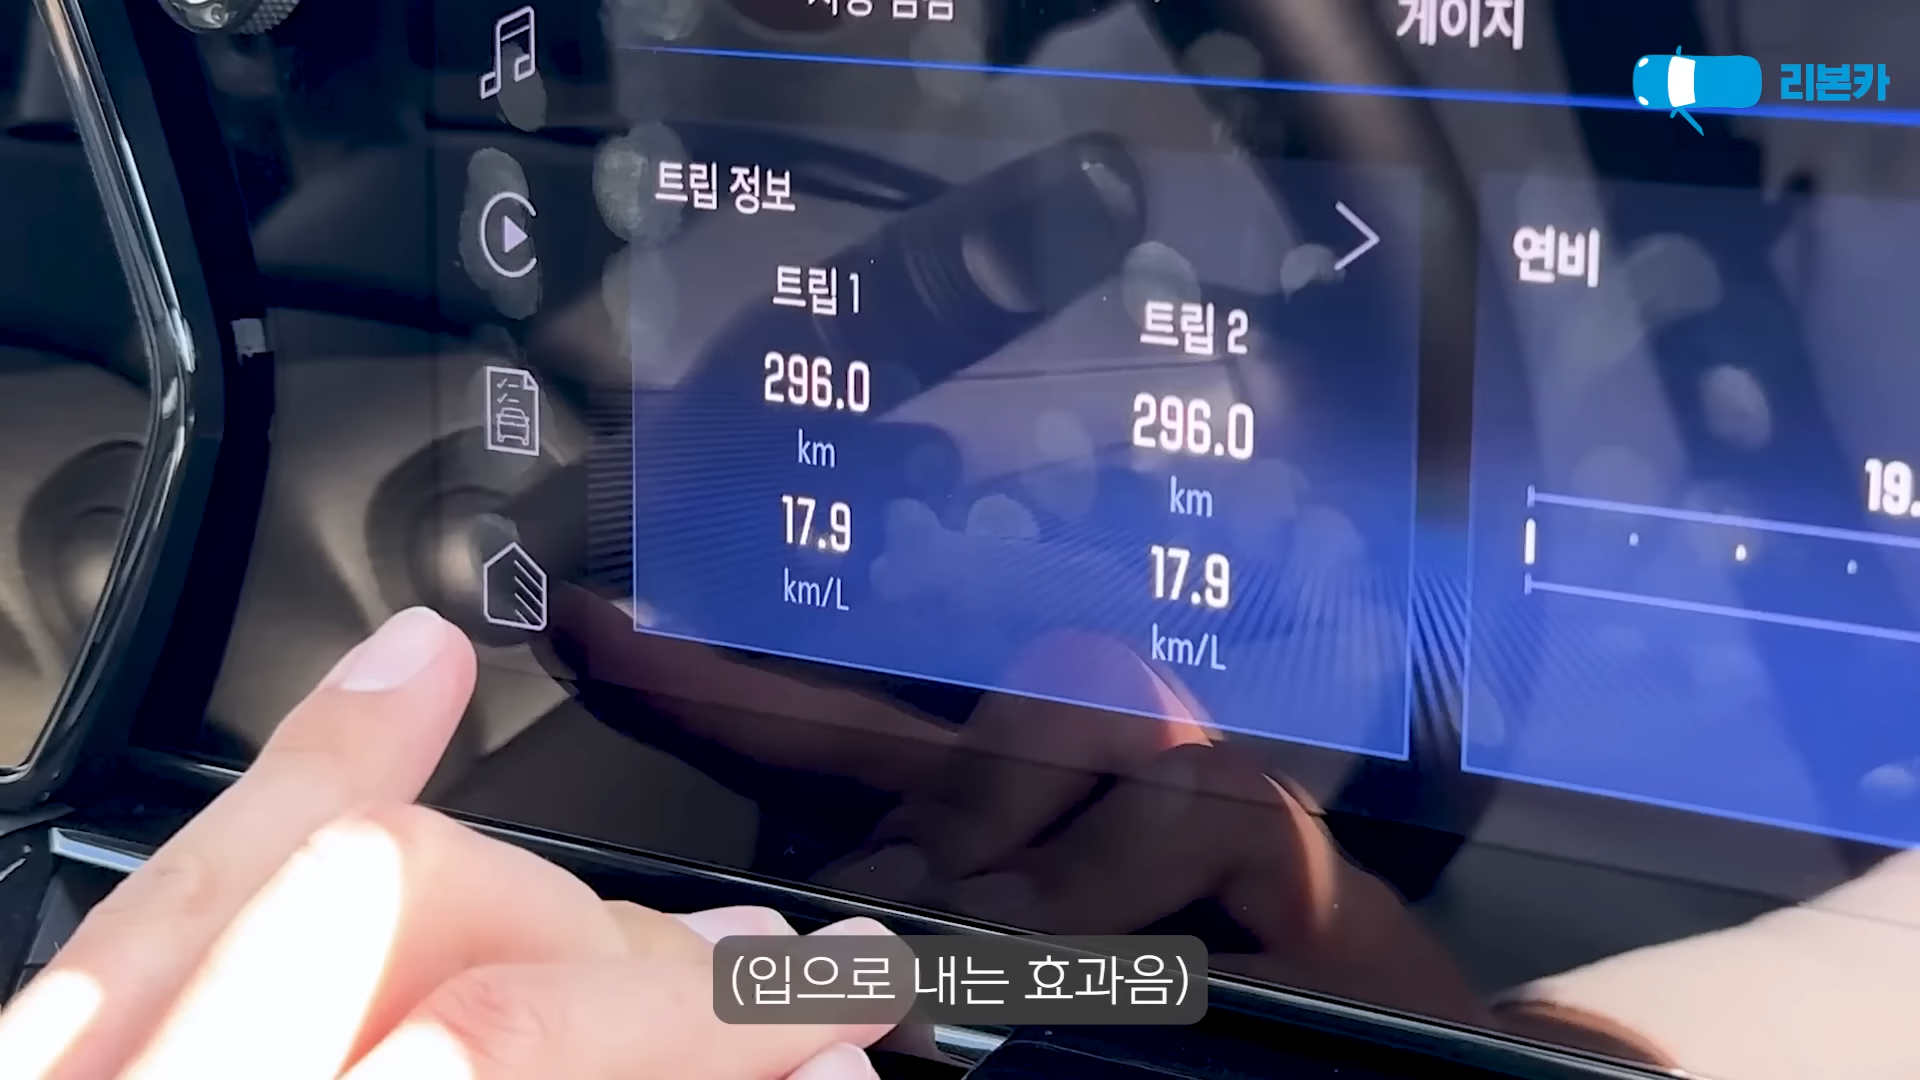 게이지
리본카
트립 정보
트립 1
296.0
km
17.9
km/L
트립 2
296.0
km
17.9
km/L
연비
19.
(입으로 내는 효과음)